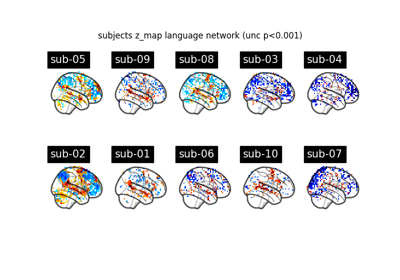 subjects z_map language network (unc p<0.001)
sub-05 sub-09 sub-08 sub-03 sub-04
sub-02 sub-01 sub-06 sub-10 sub-07